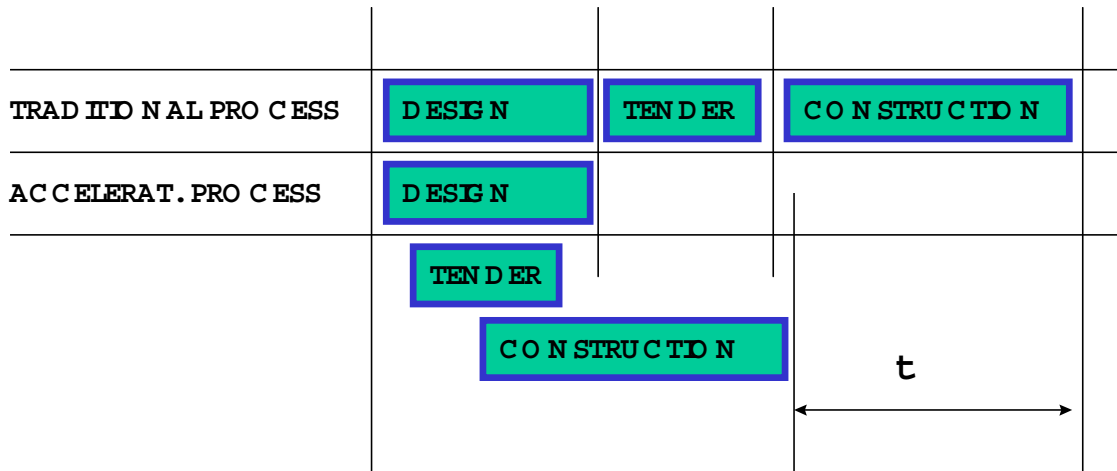 TRADITIONAL PROCESS DESIGN TENDER CONSTRUCTION
ACCELERAT. PROCESS DESIGN
TENDER
CONSTRUCTION
t